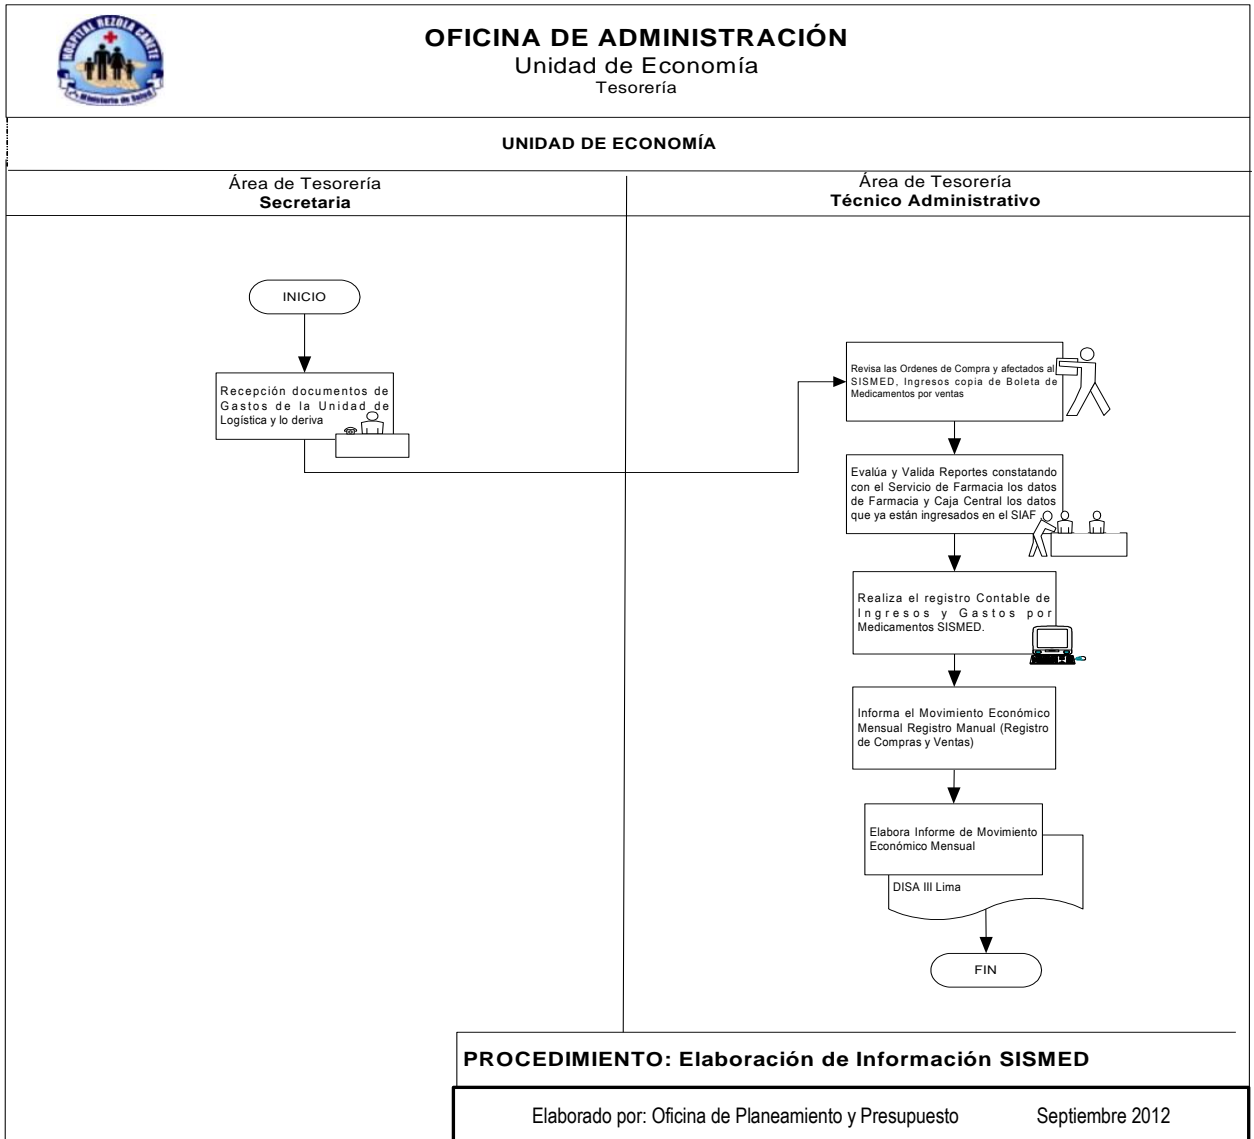 HOSPITAL REZOLA CAÑETE
Ministerio de Salud
OFICINA DE ADMINISTRACIÓN
Unidad de Economía
Tesorería
UNIDAD DE ECONOMÍA
Área de Tesorería
Secretaria
Área de Tesorería
Técnico Administrativo
INICIO
Recepción documentos de
Gastos de la Unidad de
Logística y lo deriva
Revisa las Ordenes de Compra y afectados al
SISMED, Ingresos copia de Boleta de
Medicamentos por ventas
Evalúa y Valida Reportes constatando
con el Servicio de Farmacia los datos
de Farmacia y Caja Central los datos
que ya están ingresados en el SIAF
Realiza el registro Contable de
Ingresos y Gastos por
Medicamentos SISMED.
Informa el Movimiento Económico
Mensual Registro Manual (Registro
de Compras y Ventas)
Elabora Informe de Movimiento
Económico Mensual
DISA III Lima
FIN
PROCEDIMIENTO: Elaboración de Información SISMED
Elaborado por: Oficina de Planeamiento y Presupuesto Septiembre 2012